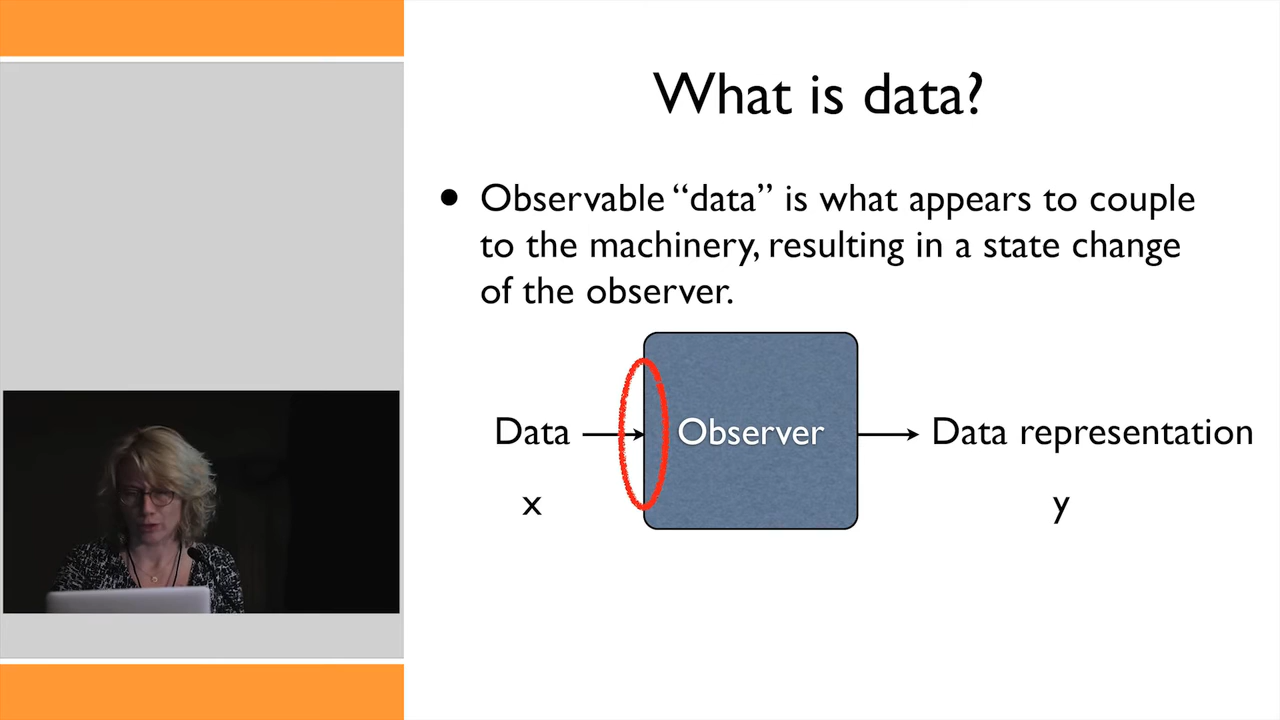 What is data?
• Observable “data” is what appears to couple
to the machinery, resulting in a state change
of the observer.
Data
Observer
Data representation
x
y